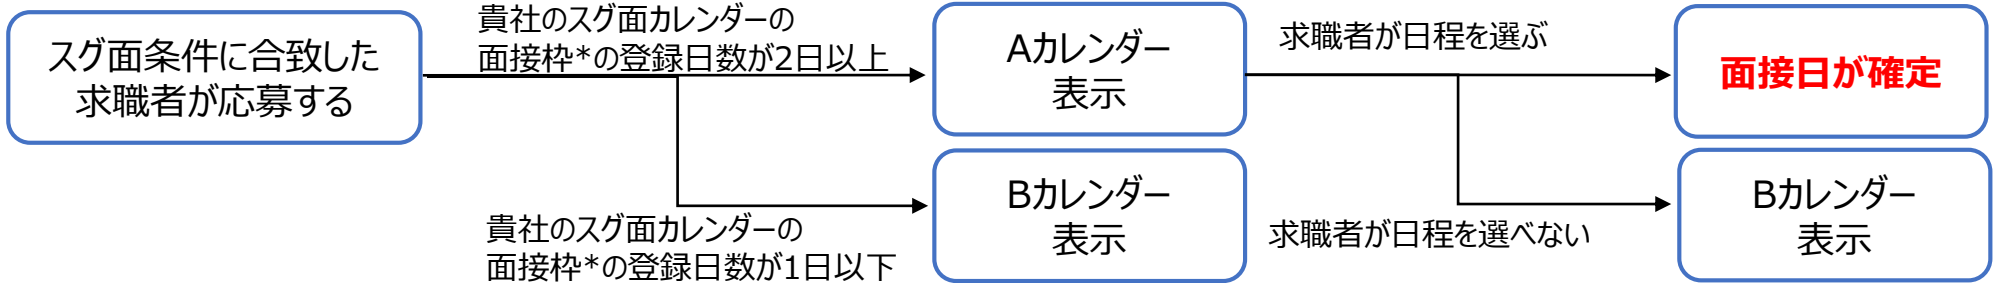 スグ面条件に合致した
求職者が応募する
貴社のスグ面カレンダーの
面接枠*の登録日数が2日以上
Aカレンダー
表示
求職者が日程を選ぶ
面接日が確定
貴社のスグ面カレンダーの
面接枠*の登録日数が1日以下
Bカレンダー
表示
求職者が日程を選べない
Bカレンダー
表示